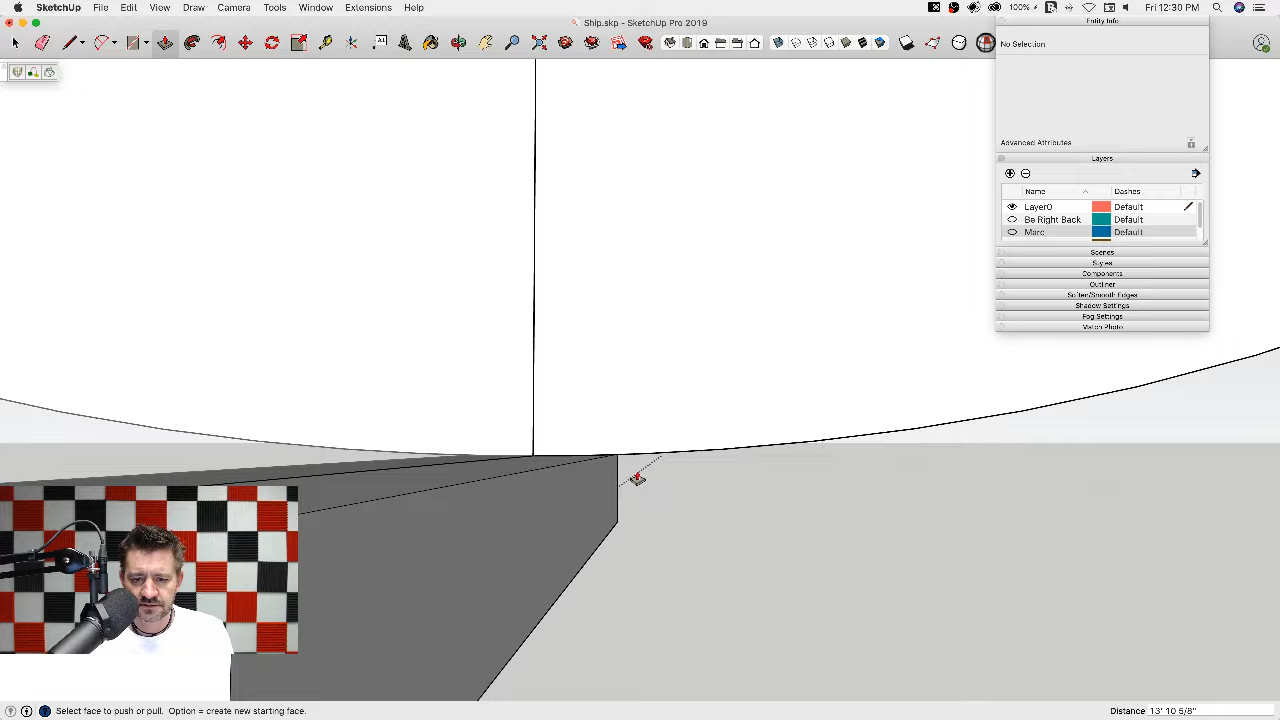 SketchUp File Edit View Draw Camera Tools Window Extensions Help
100% Fri 12:30 PM
Ship.skp - SketchUp Pro 2019
Entity Info
No Selection
Advanced Attributes
Layers
Name Dashes
Layer0 Default
Be Right Back Default
Marc Default
Scenes
Styles
Components
Outliner
Soften/Smooth Edges
Shadow Settings
Fog Settings
Match Photo
Select face to push or pull. Option = create new starting face.
Distance 13' 10 5/8"